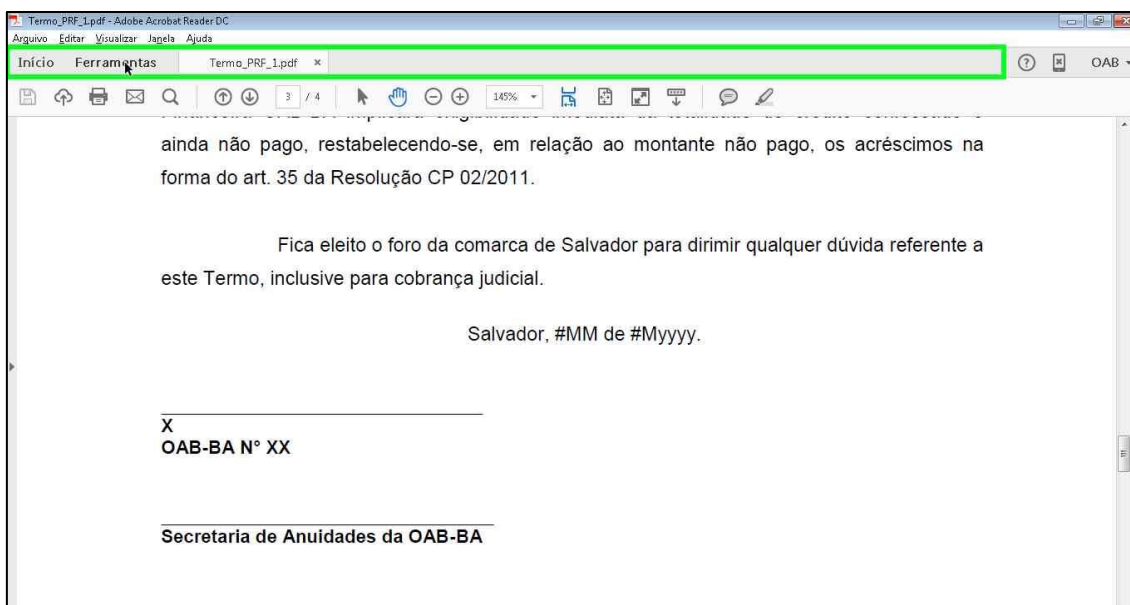 Termo_PRF_1.pdf - Adobe Acrobat Reader DC
Arquivo Editar Visualizar Janela Ajuda
Início Ferramentas Termo_PRF_1.pdf × OAB
3 / 4 145%
ainda não pago, restabelecendo-se, em relação ao montante não pago, os acréscimos na
forma do art. 35 da Resolução CP 02/2011.
Fica eleito o foro da comarca de Salvador para dirimir qualquer dúvida referente a
este Termo, inclusive para cobrança judicial.
Salvador, #MM de #Myyyy.
X
OAB-BA N° XX
Secretaria de Anuidades da OAB-BA